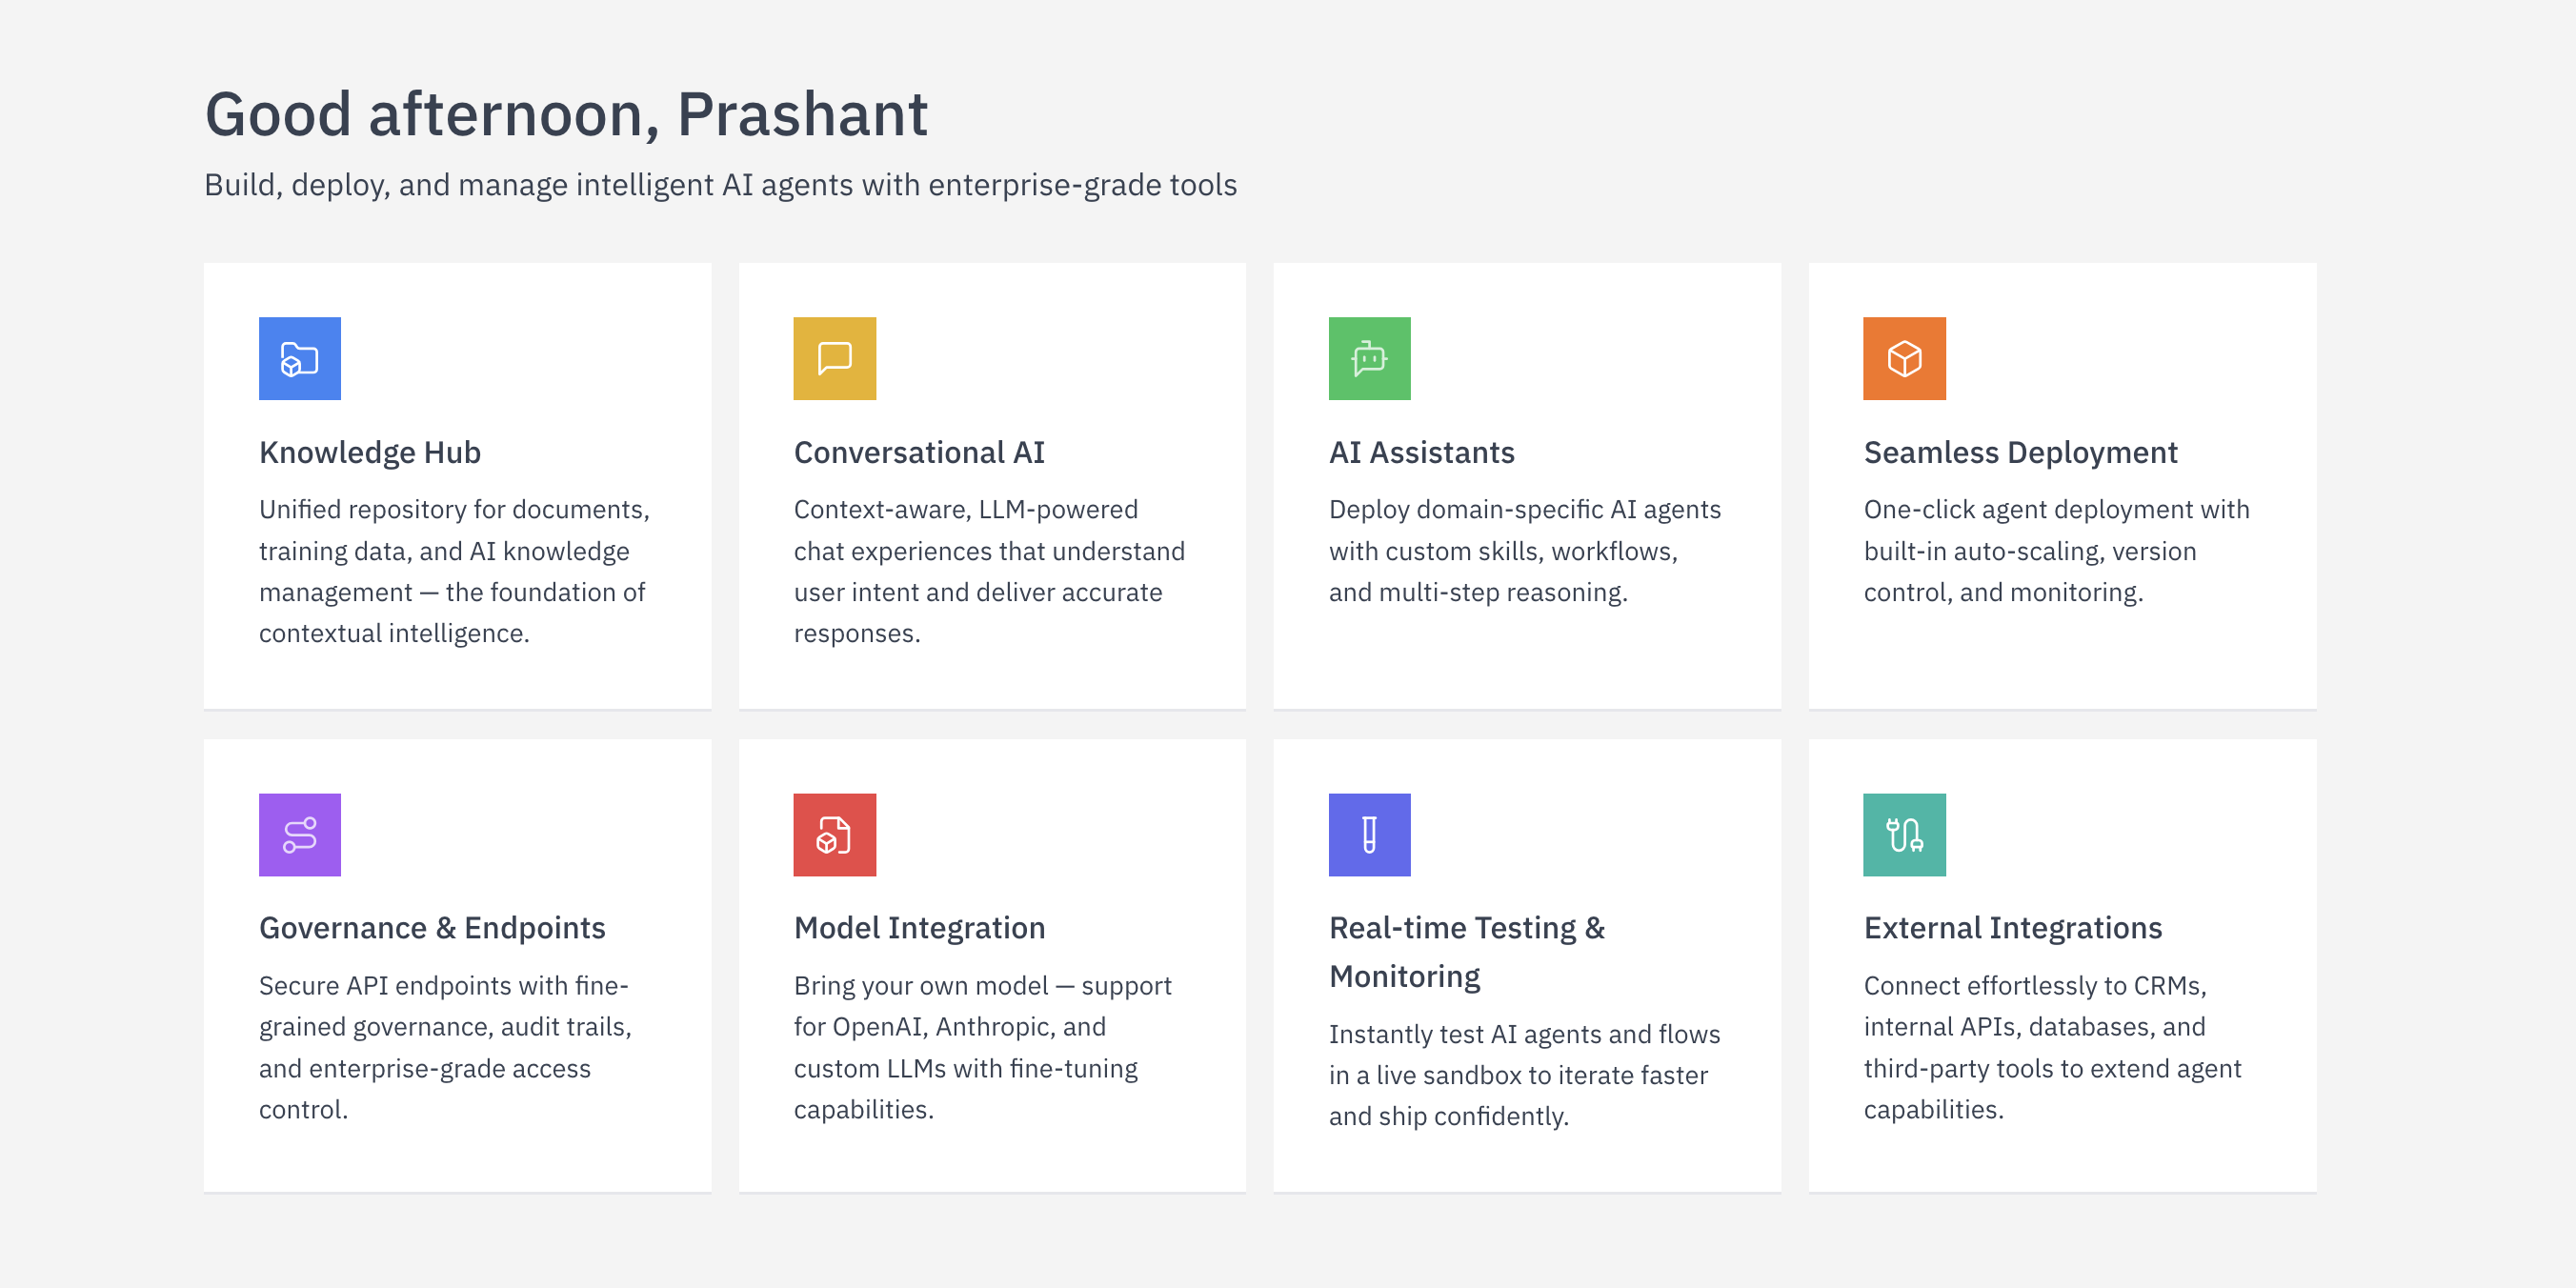 Good afternoon, Prashant
Build, deploy, and manage intelligent AI agents with enterprise-grade tools
Knowledge Hub
Unified repository for documents,
training data, and AI knowledge
management — the foundation of
contextual intelligence.
Conversational AI
Context-aware, LLM-powered
chat experiences that understand
user intent and deliver accurate
responses.
AI Assistants
Deploy domain-specific AI agents
with custom skills, workflows,
and multi-step reasoning.
Seamless Deployment
One-click agent deployment with
built-in auto-scaling, version
control, and monitoring.
Governance & Endpoints
Secure API endpoints with fine-
grained governance, audit trails,
and enterprise-grade access
control.
Model Integration
Bring your own model — support
for OpenAI, Anthropic, and
custom LLMs with fine-tuning
capabilities.
Real-time Testing &
Monitoring
Instantly test AI agents and flows
in a live sandbox to iterate faster
and ship confidently.
External Integrations
Connect effortlessly to CRMs,
internal APIs, databases, and
third-party tools to extend agent
capabilities.